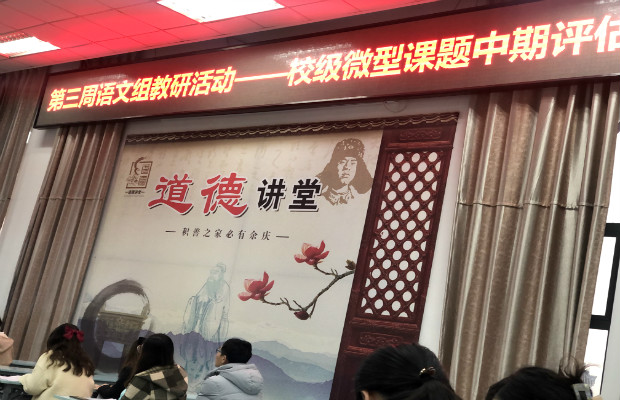 第三周语文组教研活动——校级微型课题中期评估
道德讲堂
—积善之家必有余庆—